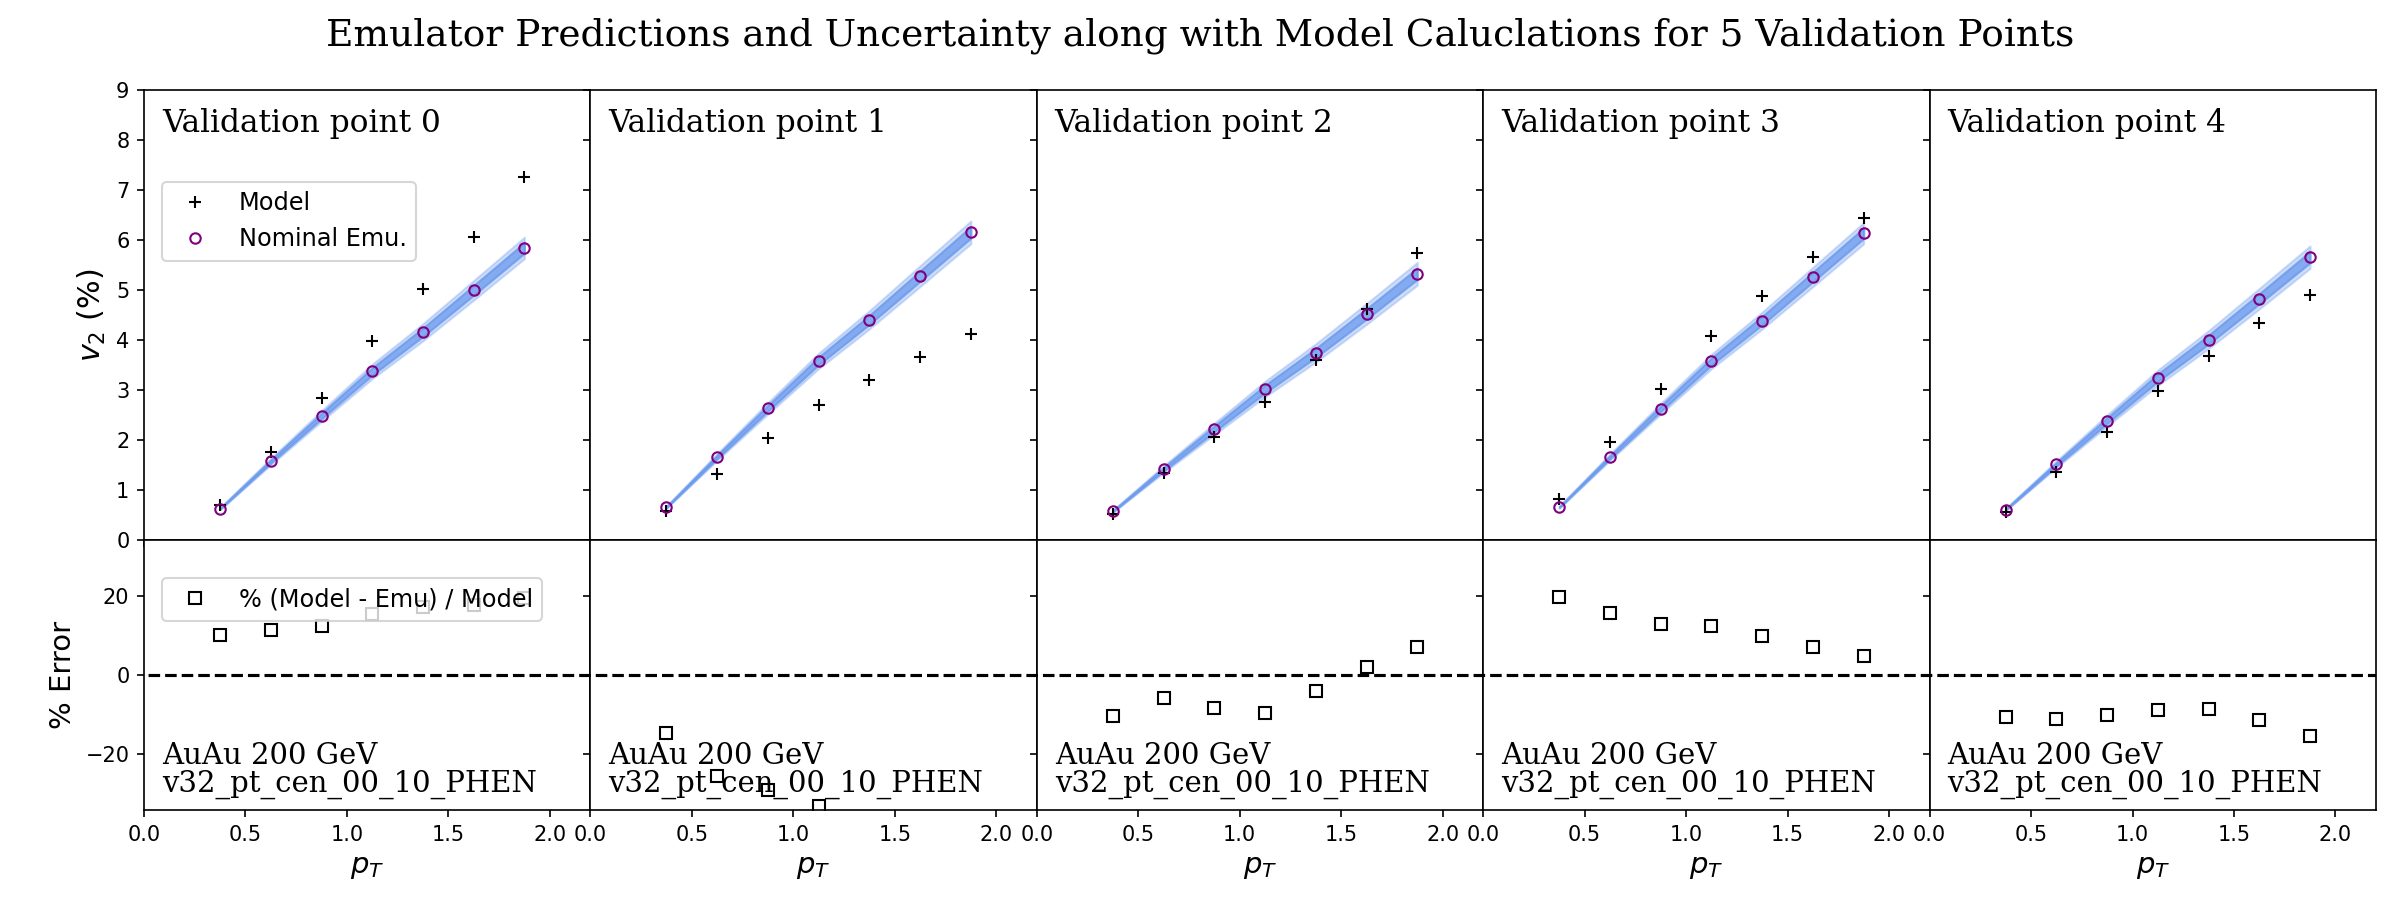 Emulator Predictions and Uncertainty along with Model Caluclations for 5 Validation Points
Validation point 0
Validation point 1
Validation point 2
Validation point 3
Validation point 4
Model
Nominal Emu.
v2 (%)
9
8
7
6
5
4
3
2
1
0
% (Model - Emu) / Model
% Error
20
0
−20
AuAu 200 GeV
v32_pt_cen_00_10_PHEN
AuAu 200 GeV
v32_pt_cen_00_10_PHEN
AuAu 200 GeV
v32_pt_cen_00_10_PHEN
AuAu 200 GeV
v32_pt_cen_00_10_PHEN
AuAu 200 GeV
v32_pt_cen_00_10_PHEN
0.0 0.5 1.0 1.5 2.0
0.0 0.5 1.0 1.5 2.0
0.0 0.5 1.0 1.5 2.0
0.0 0.5 1.0 1.5 2.0
0.0 0.5 1.0 1.5 2.0
pT
pT
pT
pT
pT